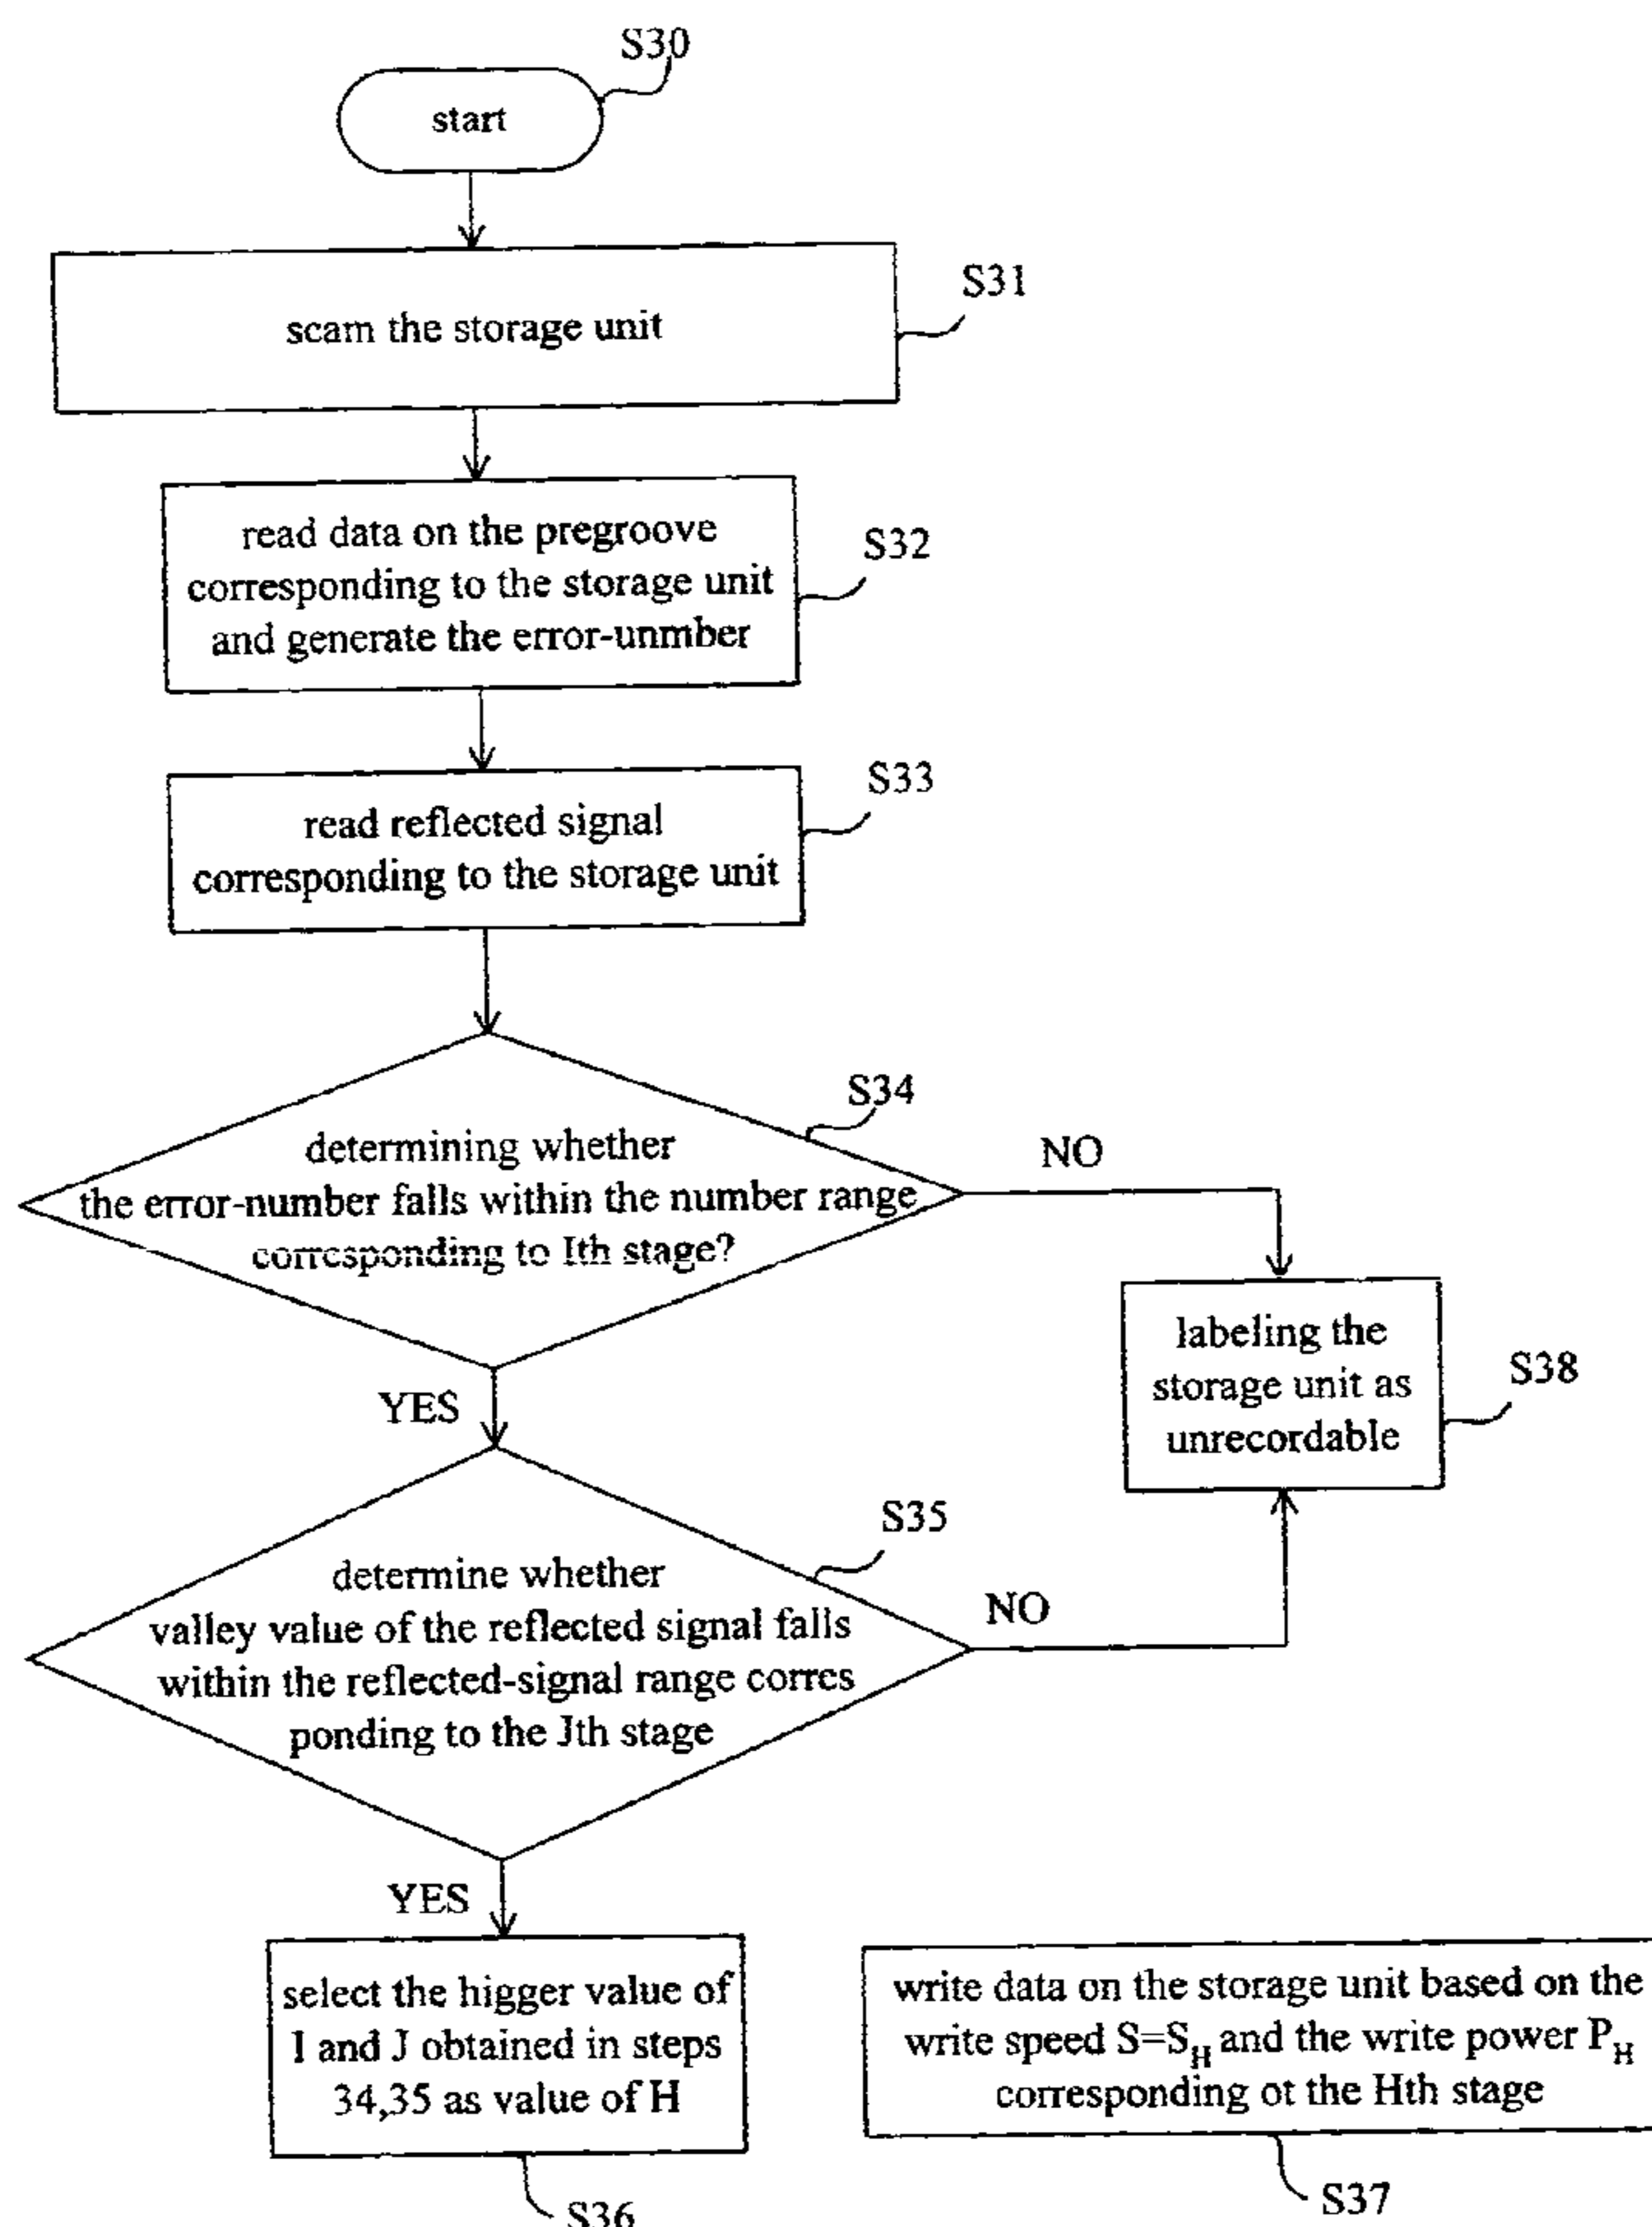 S30
start
S31
scam the storage unit
S32
read data on the pregroove
corresponding to the storage unit
and generate the error-unmber
S33
read reflected signal
corresponding to the storage unit
S34
determining whether
the error-number falls within the number range
corresponding to Ith stage?
NO
YES
labeling the
storage unit as
unrecordable
S38
S35
determine whether
valley value of the reflected signal falls
within the reflected-signal range corres
ponding to the Jth stage
NO
YES
select the higger value of
I and J obtained in steps
34,35 as value of H
S36
write data on the storage unit based on the
write speed S=S_H and the write power P_H
corresponding ot the Hth stage
S37